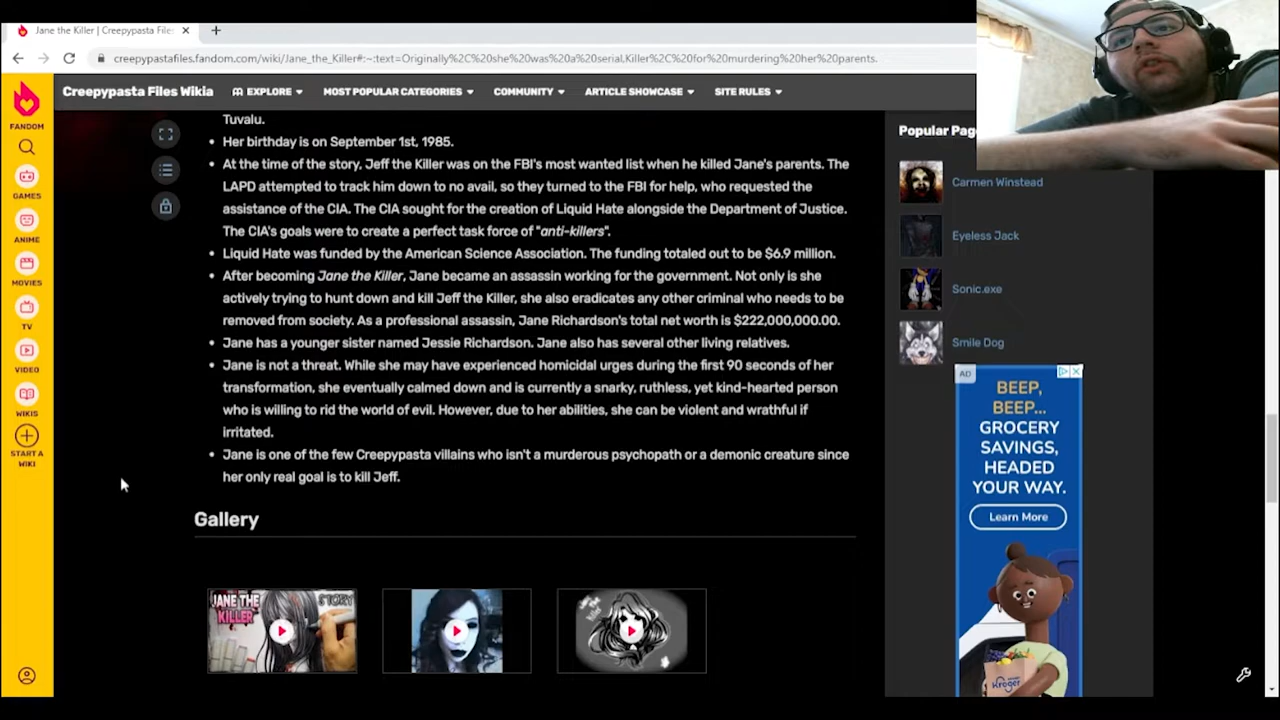 Jane the Killer | Creepypasta File
creepypastafiles.fandom.com/wiki/Jane_the_Killer#:~:text=Originally%2C%20she%20was%20a%20serial.Killer%2C%20for%20murdering%20her%20parents.
FANDOM
GAMES
ANIME
MOVIES
TV
VIDEO
WIKIS
START A
WIKI
Creepypasta Files Wikia
EXPLORE
MOST POPULAR CATEGORIES
COMMUNITY
ARTICLE SHOWCASE
SITE RULES
Tuvalu.
Her birthday is on September 1st, 1985.
At the time of the story, Jeff the Killer was on the FBI's most wanted list when he killed Jane's parents. The
LAPD attempted to track him down to no avail, so they turned to the FBI for help, who requested the
assistance of the CIA. The CIA sought for the creation of Liquid Hate alongside the Department of Justice.
The CIA's goals were to create a perfect task force of "anti-killers".
Liquid Hate was funded by the American Science Association. The funding totaled out to be $6.9 million.
After becoming Jane the Killer, Jane became an assassin working for the government. Not only is she
actively trying to hunt down and kill Jeff the Killer, she also eradicates any other criminal who needs to be
removed from society. As a professional assassin, Jane Richardson's total net worth is $222,000,000.00.
Jane has a younger sister named Jessie Richardson. Jane also has several other living relatives.
Jane is not a threat. While she may have experienced homicidal urges during the first 90 seconds of her
transformation, she eventually calmed down and is currently a snarky, ruthless, yet kind-hearted person
who is willing to rid the world of evil. However, due to her abilities, she can be violent and wrathful if
irritated.
Jane is one of the few Creepypasta villains who isn't a murderous psychopath or a demonic creature since
her only real goal is to kill Jeff.
Gallery
JANE THE
KILLER
STORY
Popular Page
Carmen Winstead
Eyeless Jack
Sonic.exe
Smile Dog
AD
BEEP,
BEEP...
GROCERY
SAVINGS,
HEADED
YOUR WAY.
Learn More
Kroger